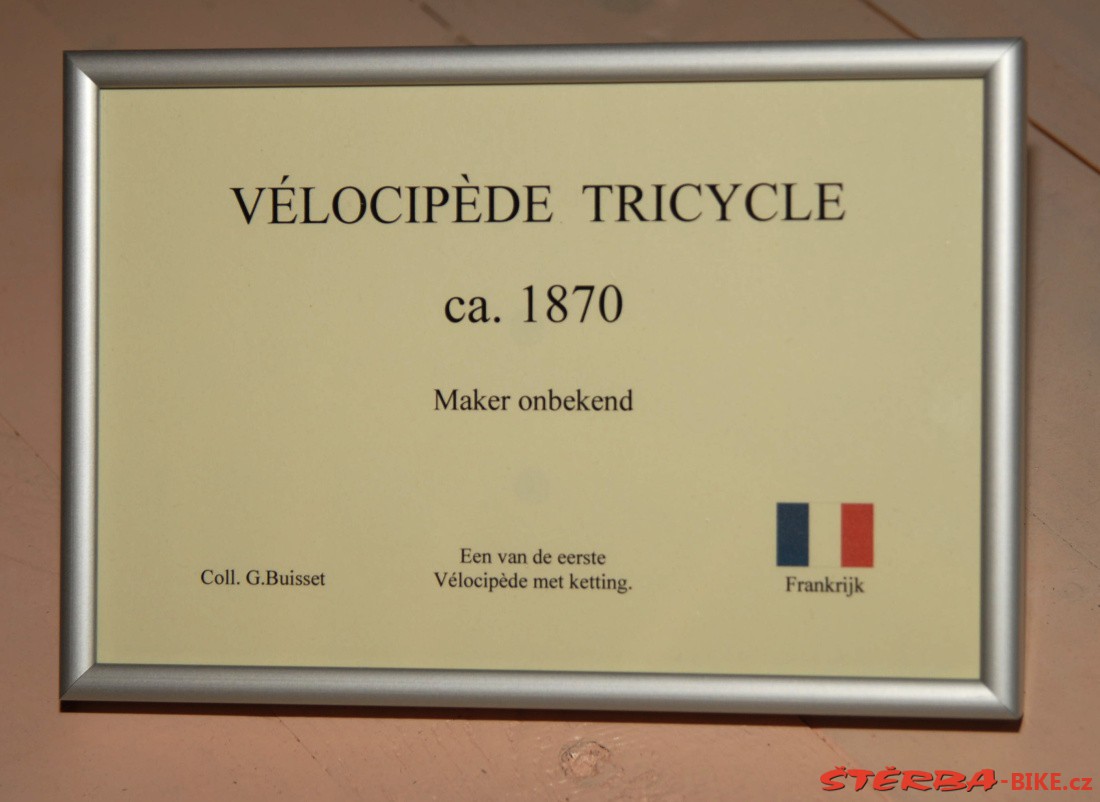 VÉLOCIPÈDE TRICYCLE
ca. 1870
Maker onbekend
Coll. G.Buisset
Een van de eerste
Vélocipède met ketting.
Frankrijk
ŠTĚRBA-BIKE.cz